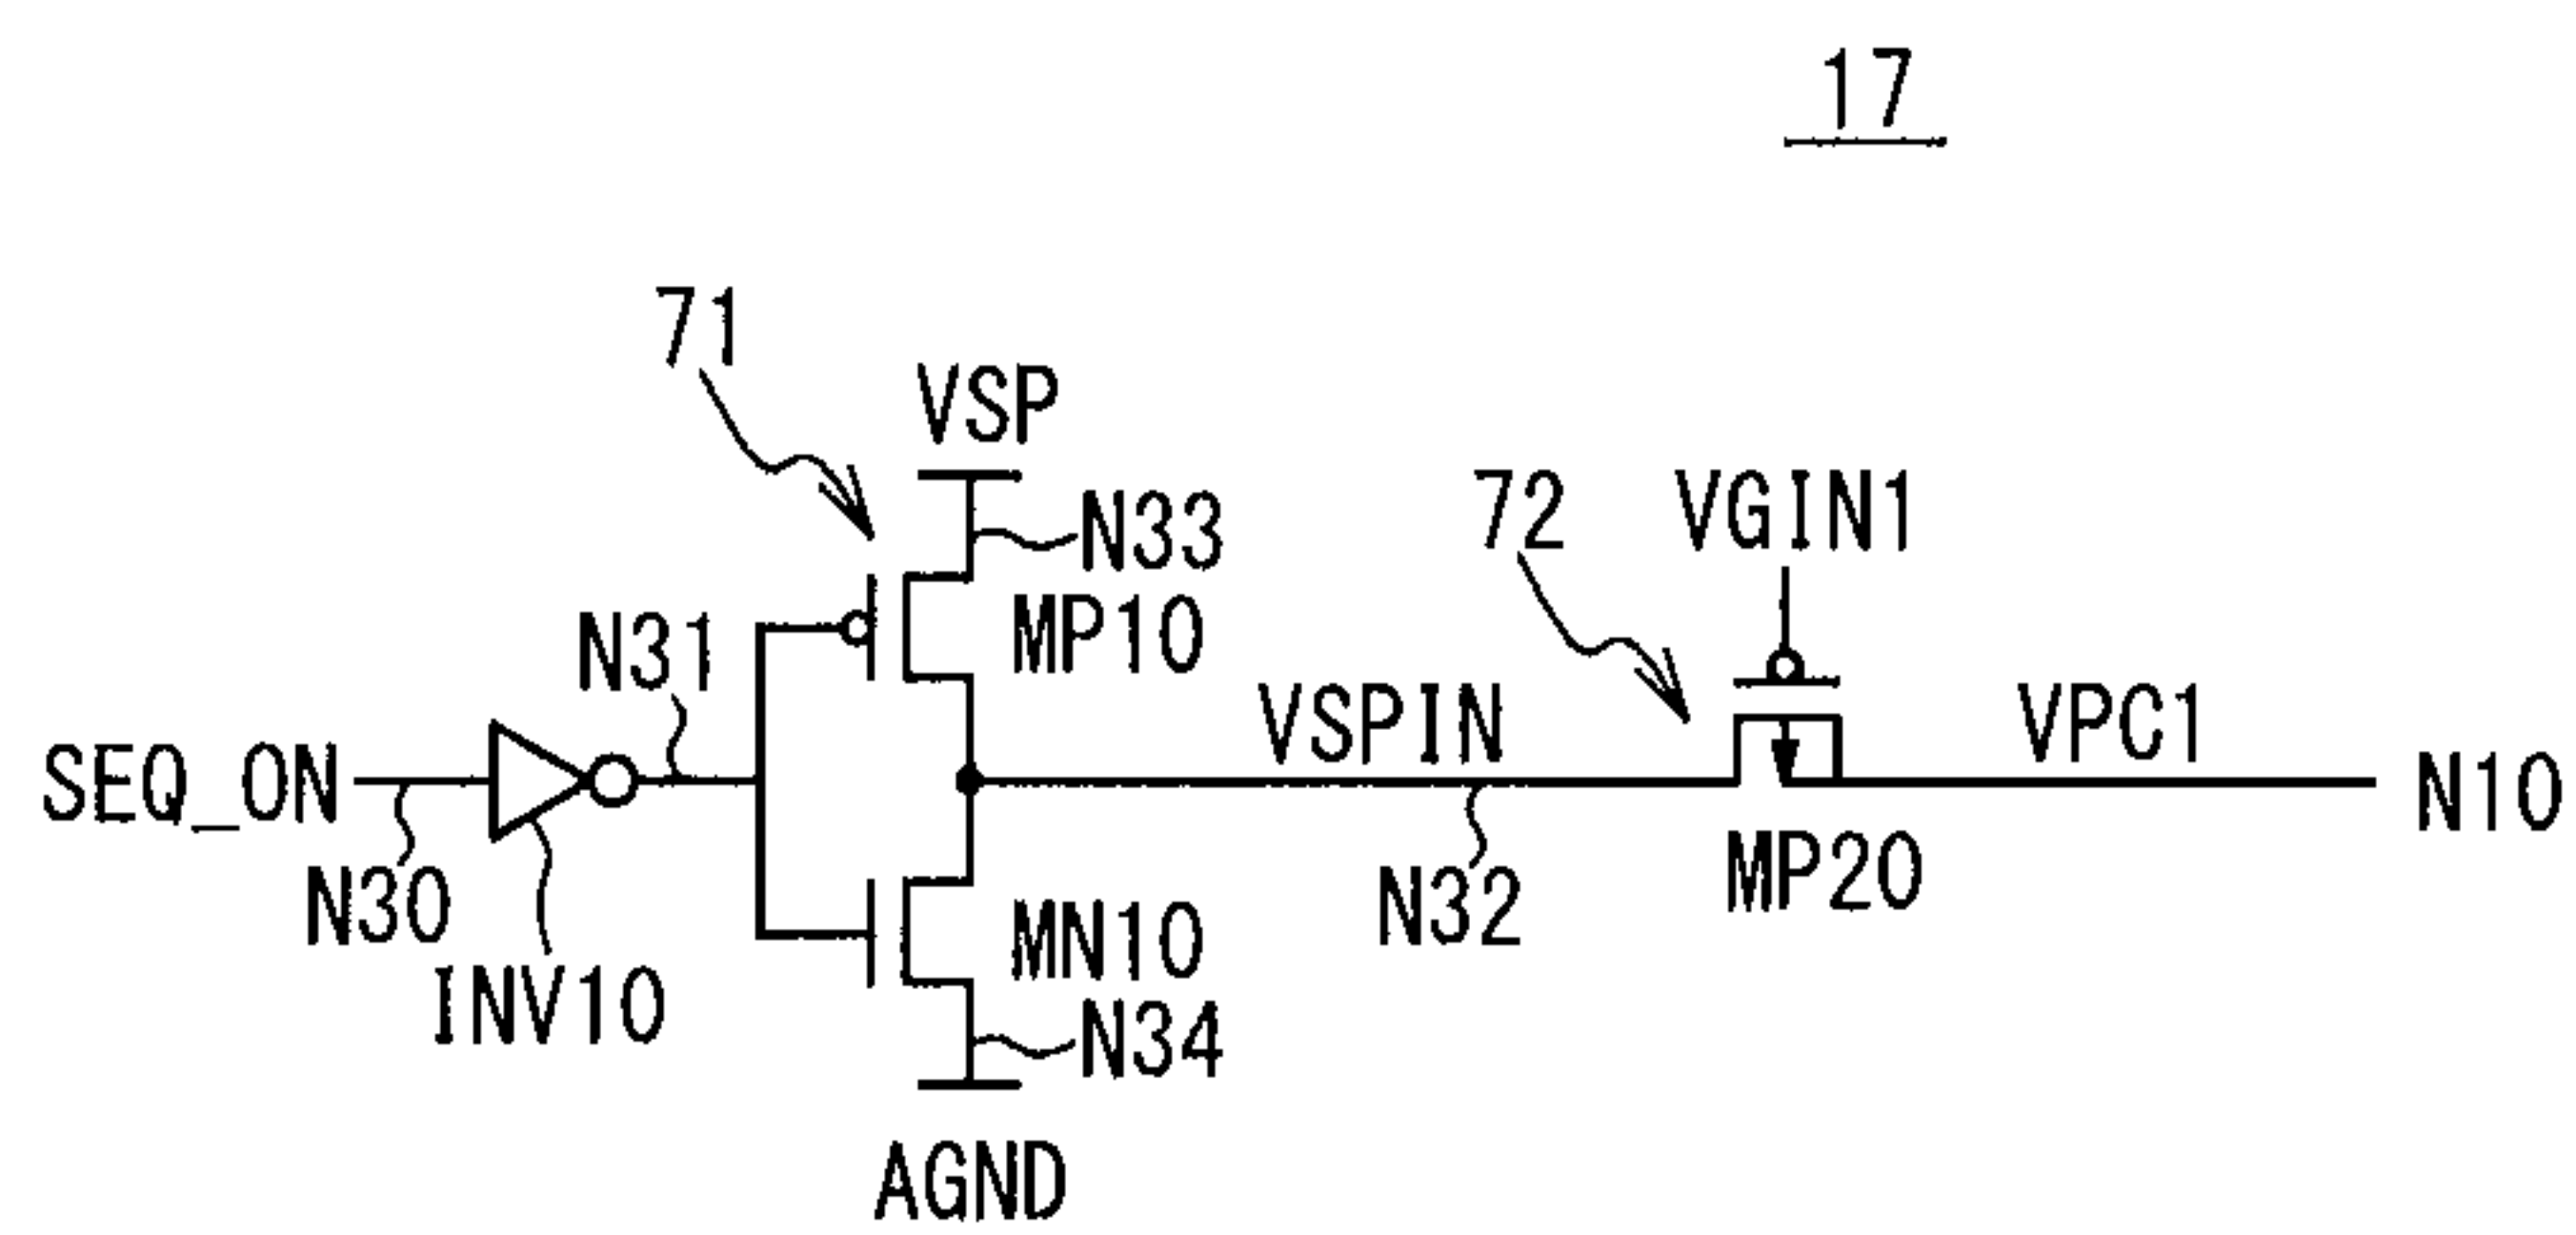 17
71
VSP
N33
72
VGIN1
N31
MP10
VSPIN
VPC1
SEQ_ON
N10
N30
MN10
N32
MP20
INV10
N34
AGND